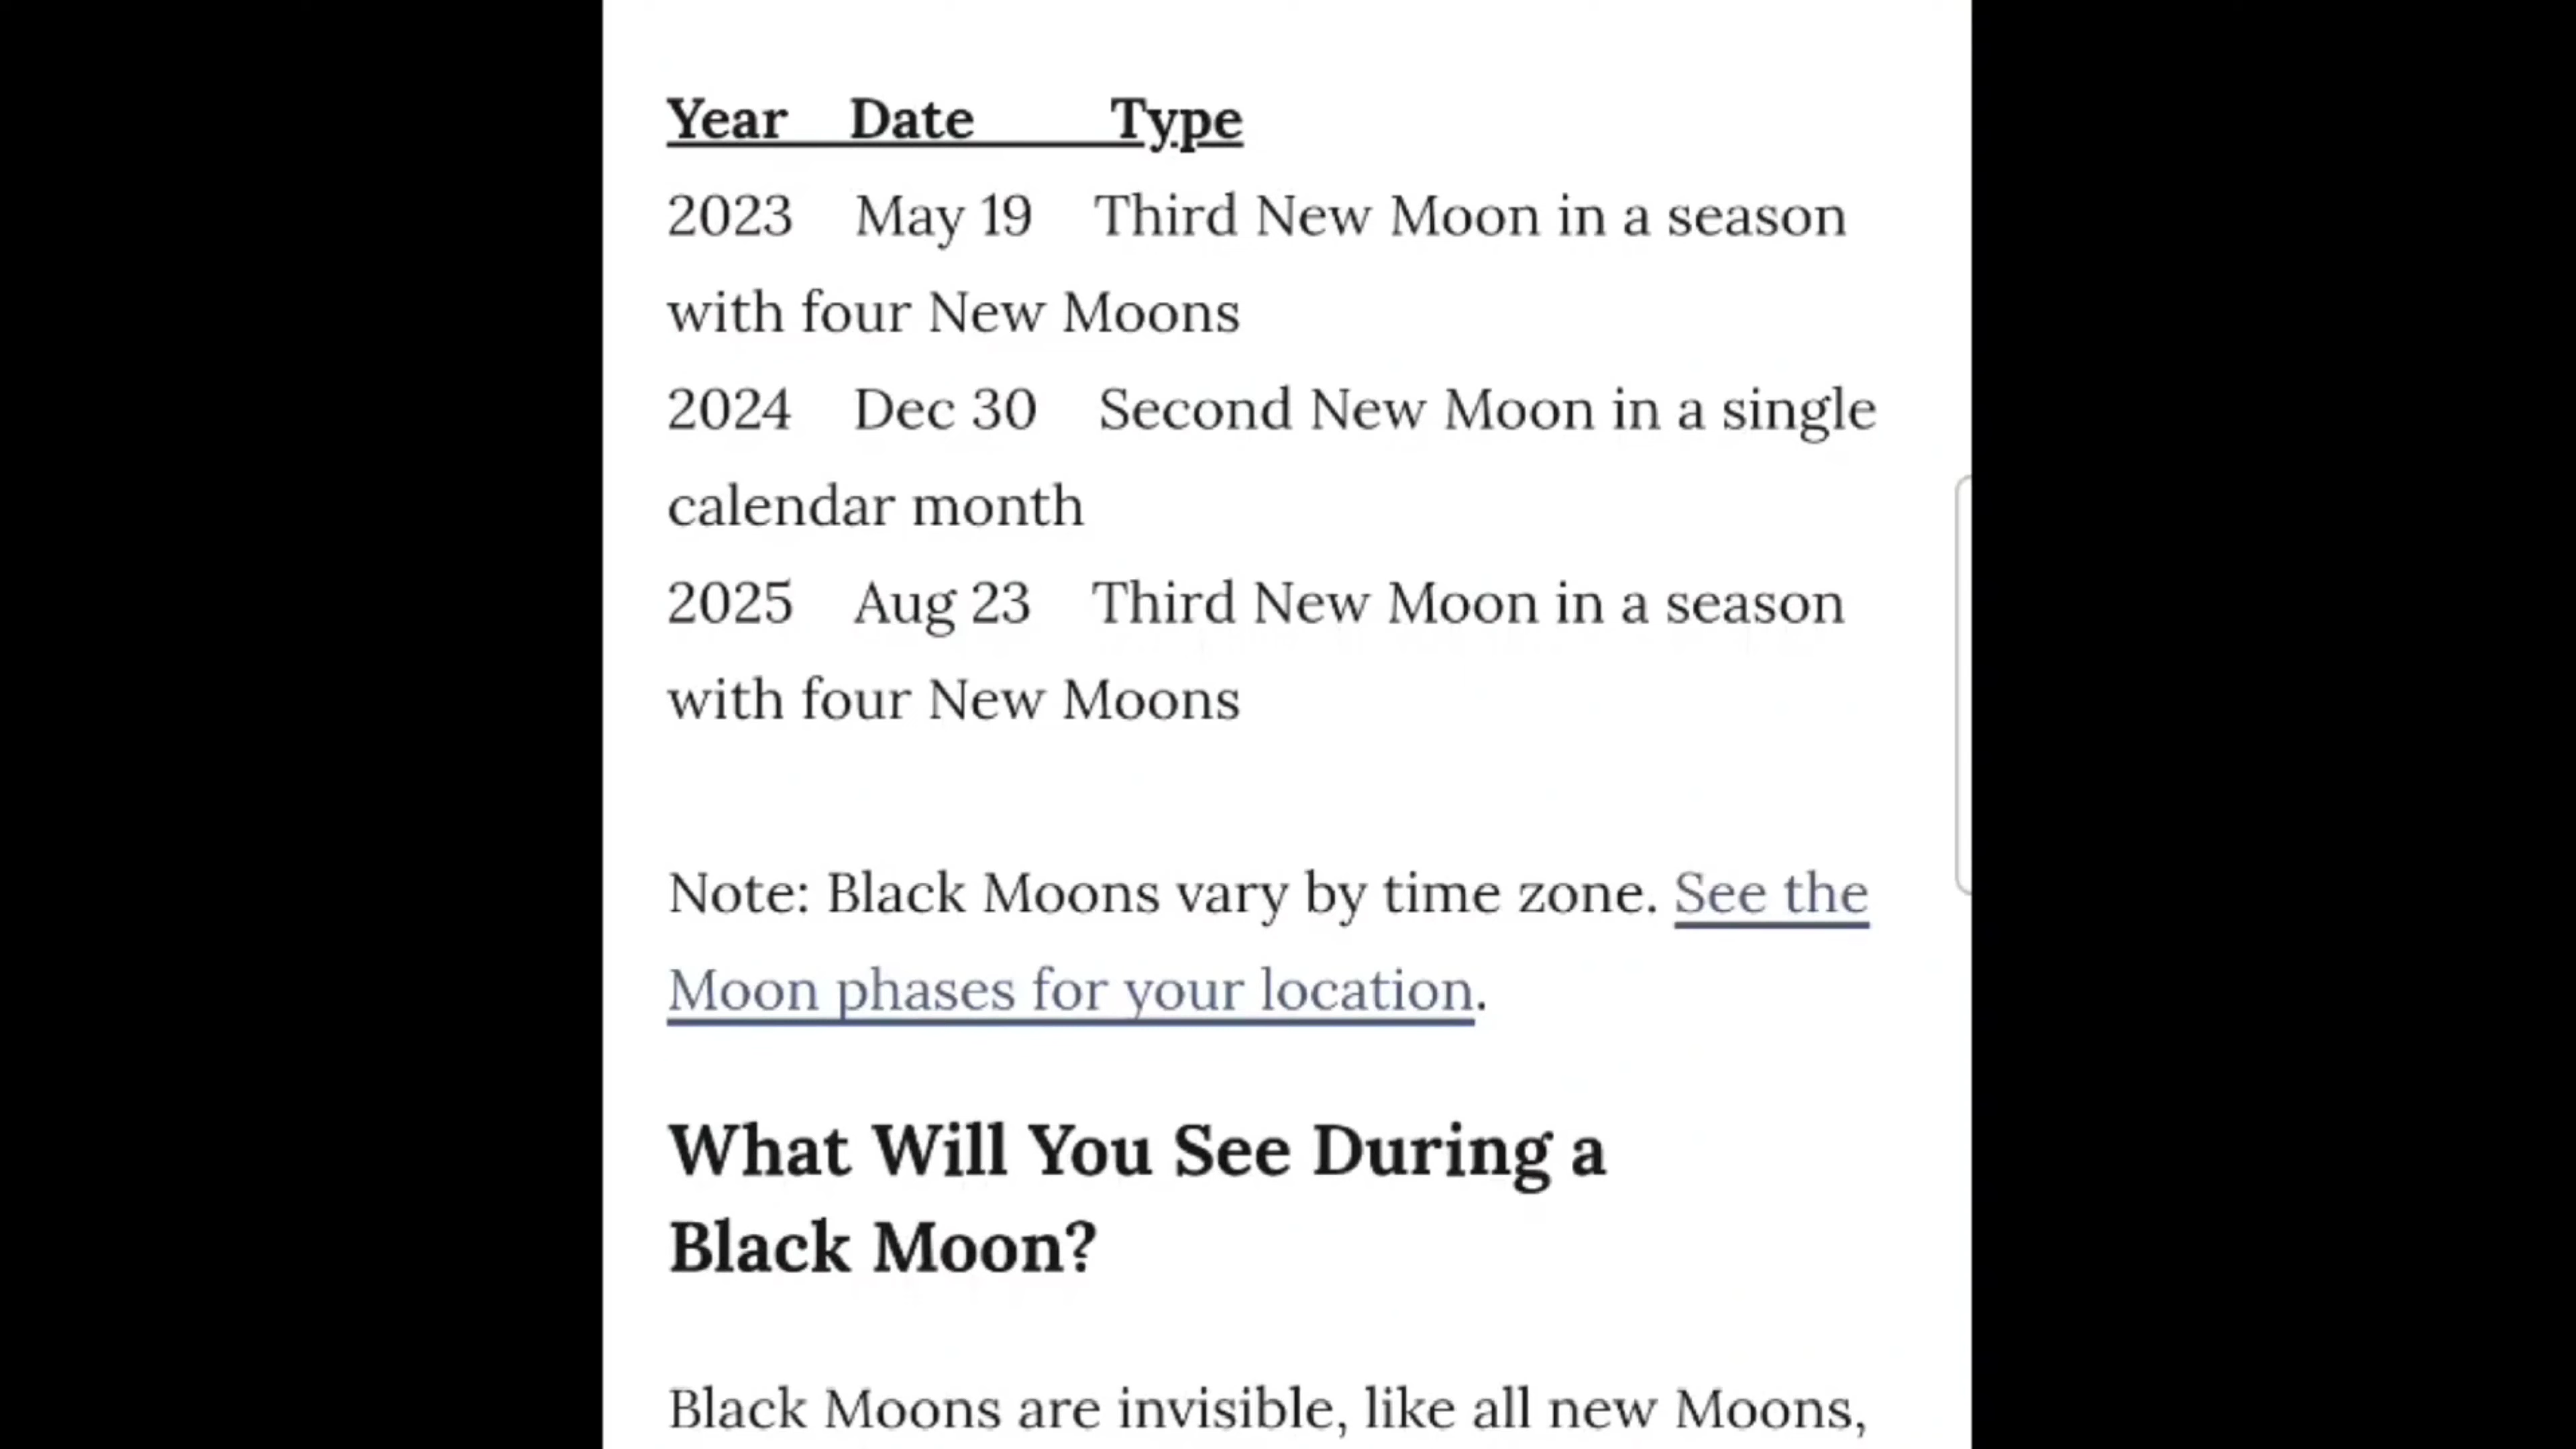 Year Date Type
2023 May 19 Third New Moon in a season
with four New Moons
2024 Dec 30 Second New Moon in a single
calendar month
2025 Aug 23 Third New Moon in a season
with four New Moons
Note: Black Moons vary by time zone. See the
Moon phases for your location.
What Will You See During a
Black Moon?
Black Moons are invisible, like all new Moons,